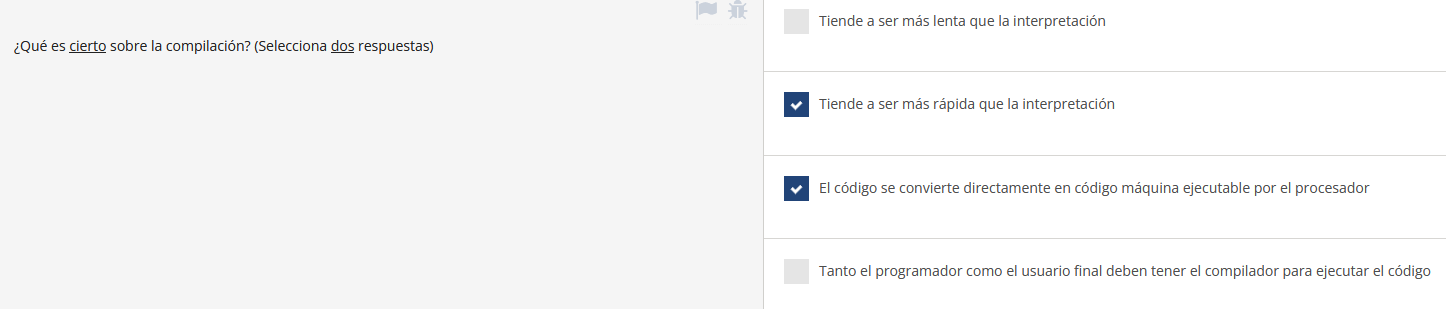 ¿Qué es cierto sobre la compilación? (Selecciona dos respuestas)
Tiende a ser más lenta que la interpretación
Tiende a ser más rápida que la interpretación
El código se convierte directamente en código máquina ejecutable por el procesador
Tanto el programador como el usuario final deben tener el compilador para ejecutar el código